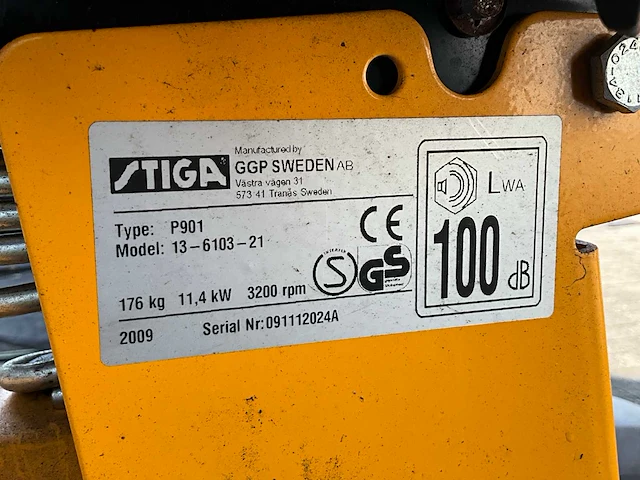 STIGA
Manufactured by
GGP SWEDEN AB
Västra vägen 31
573 41 Tranås Sweden
Type: P901
Model: 13-6103-21
176 kg 11,4 kW 3200 rpm
2009 Serial Nr:091112024A
CE
S
GS
LWA
100 dB